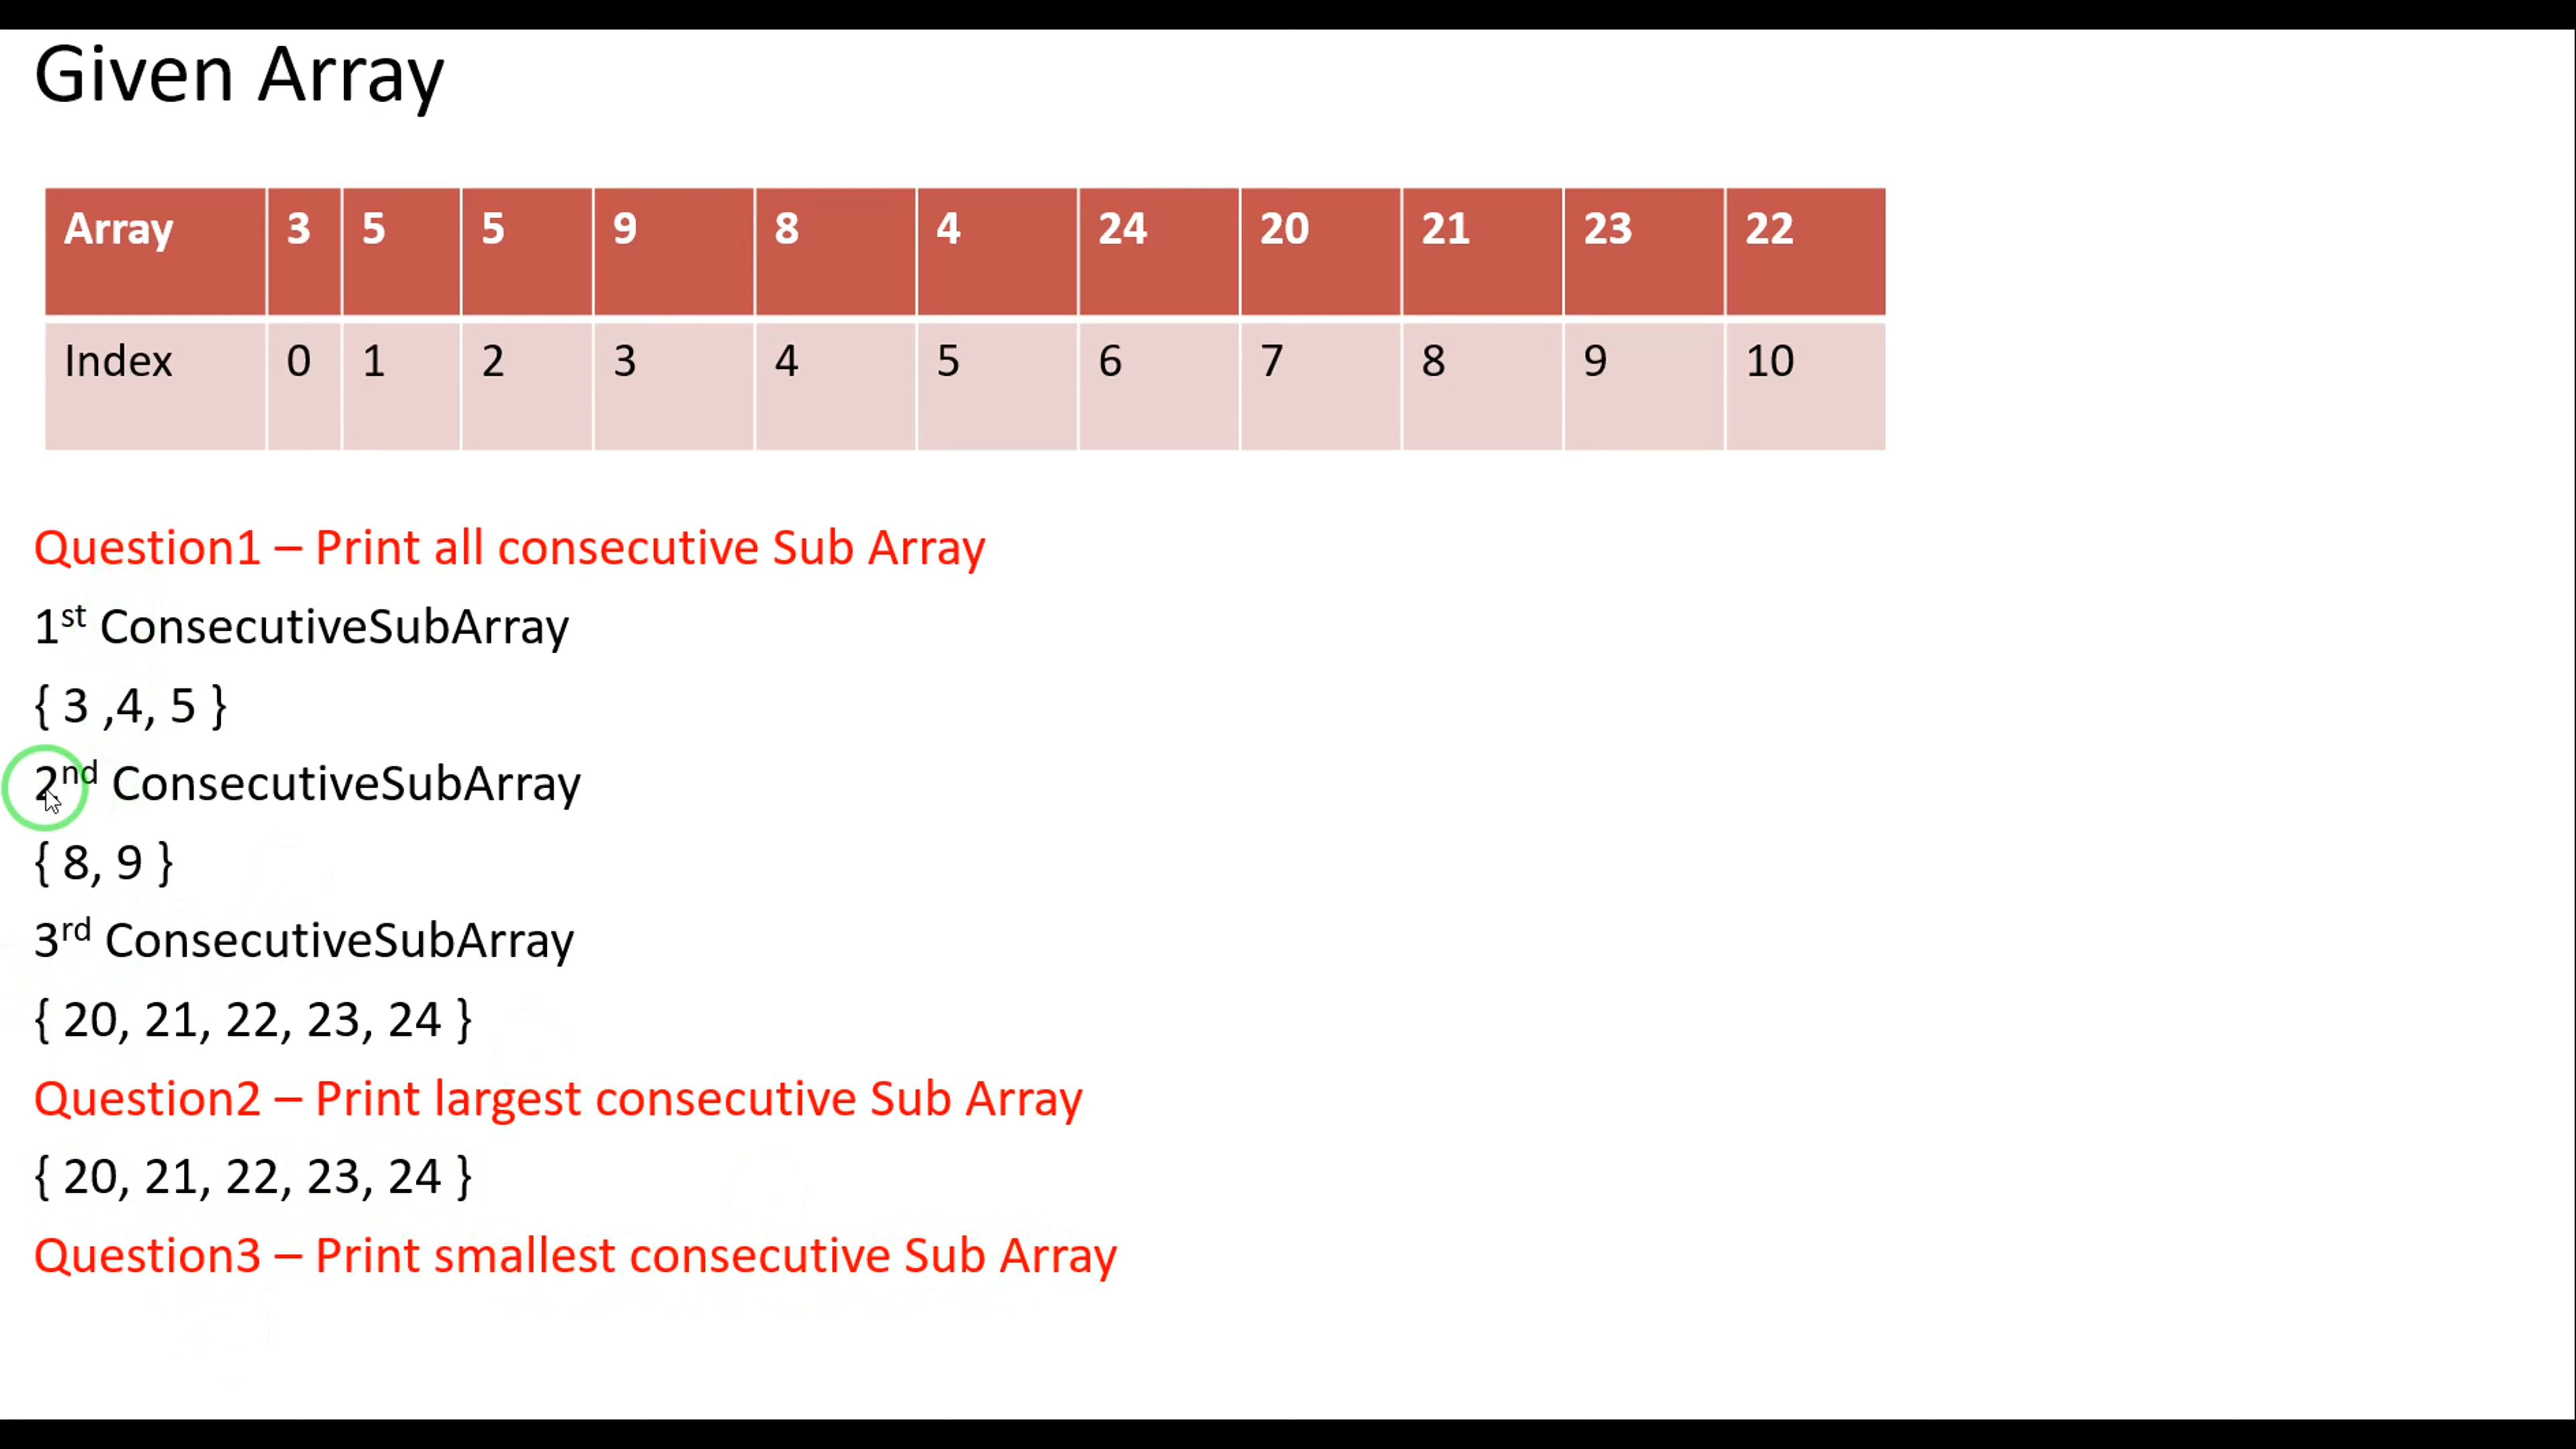 Given Array
Array 3 5 5 9 8 4 24 20 21 23 22
Index 0 1 2 3 4 5 6 7 8 9 10
Question1 – Print all consecutive Sub Array
1st ConsecutiveSubArray
{ 3 ,4, 5 }
2nd ConsecutiveSubArray
{ 8, 9 }
3rd ConsecutiveSubArray
{ 20, 21, 22, 23, 24 }
Question2 – Print largest consecutive Sub Array
{ 20, 21, 22, 23, 24 }
Question3 – Print smallest consecutive Sub Array